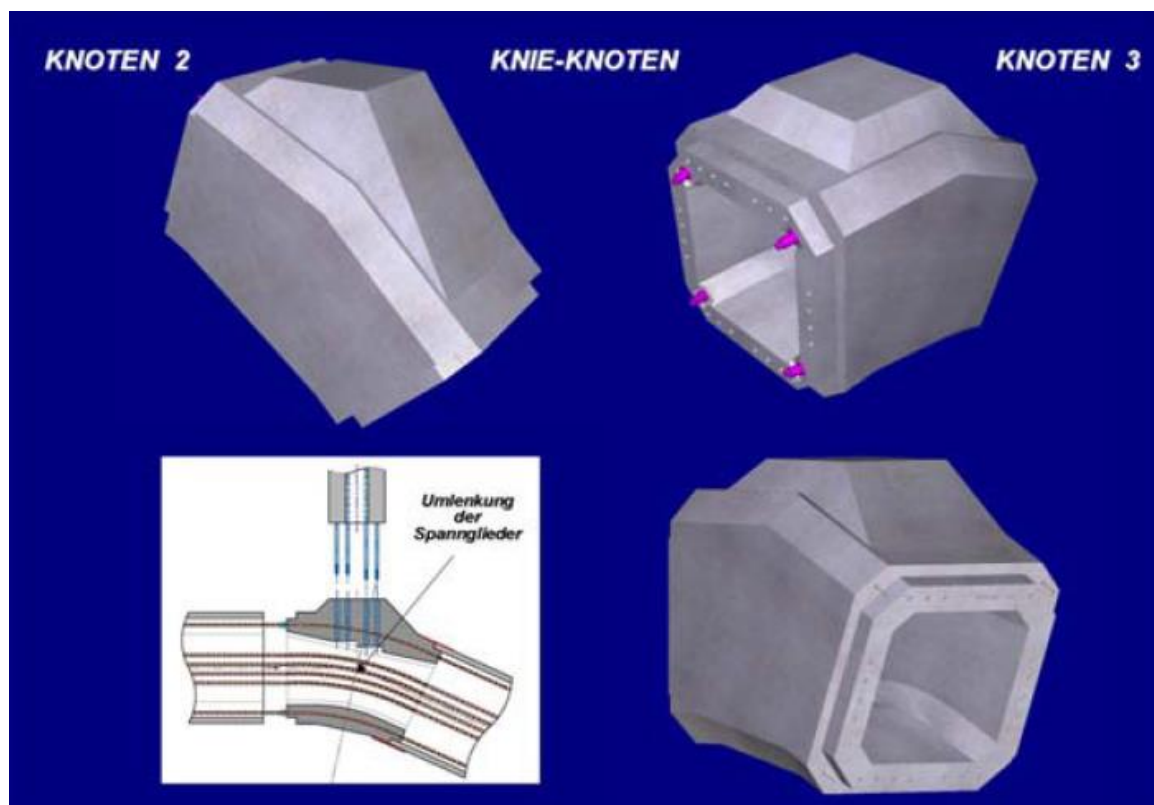 KNOTEN 2
KNIE-KNOTEN
KNOTEN 3
Umlenkung
der
Spannglieder